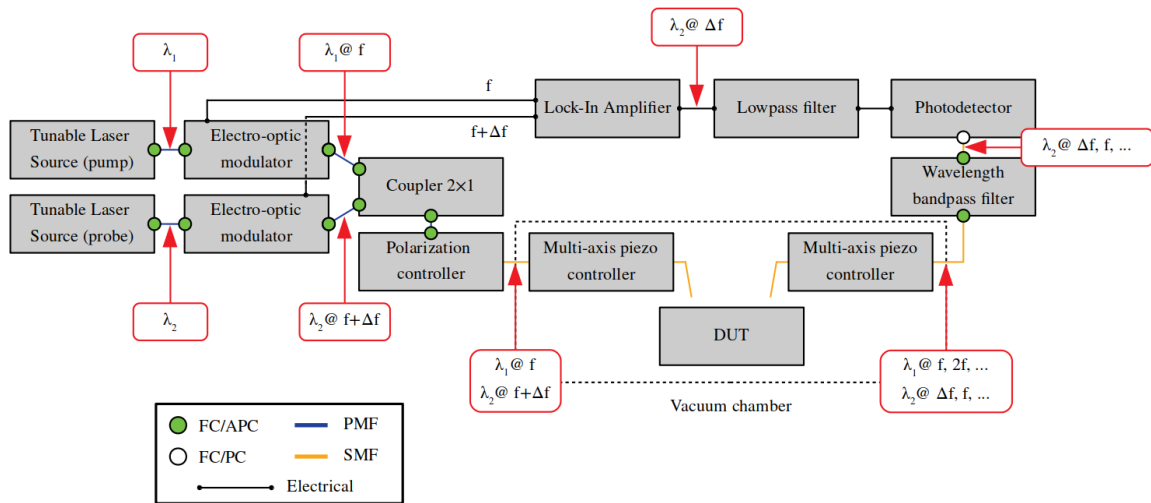 λ₁
λ₁@ f
λ₂@ Δf
f
f+Δf
Lock-In Amplifier
Lowpass filter
Photodetector
Tunable Laser
Source (pump)
Electro-optic
modulator
λ₂@ Δf, f, ...
Coupler 2×1
Wavelength
bandpass filter
Tunable Laser
Source (probe)
Electro-optic
modulator
Polarization
controller
Multi-axis piezo
controller
Multi-axis piezo
controller
λ₂
λ₂@ f+Δf
DUT
λ₁@ f
λ₂@ f+Δf
λ₁@ f, 2f, ...
λ₂@ Δf, f, ...
Vacuum chamber
FC/APC
PMF
FC/PC
SMF
Electrical